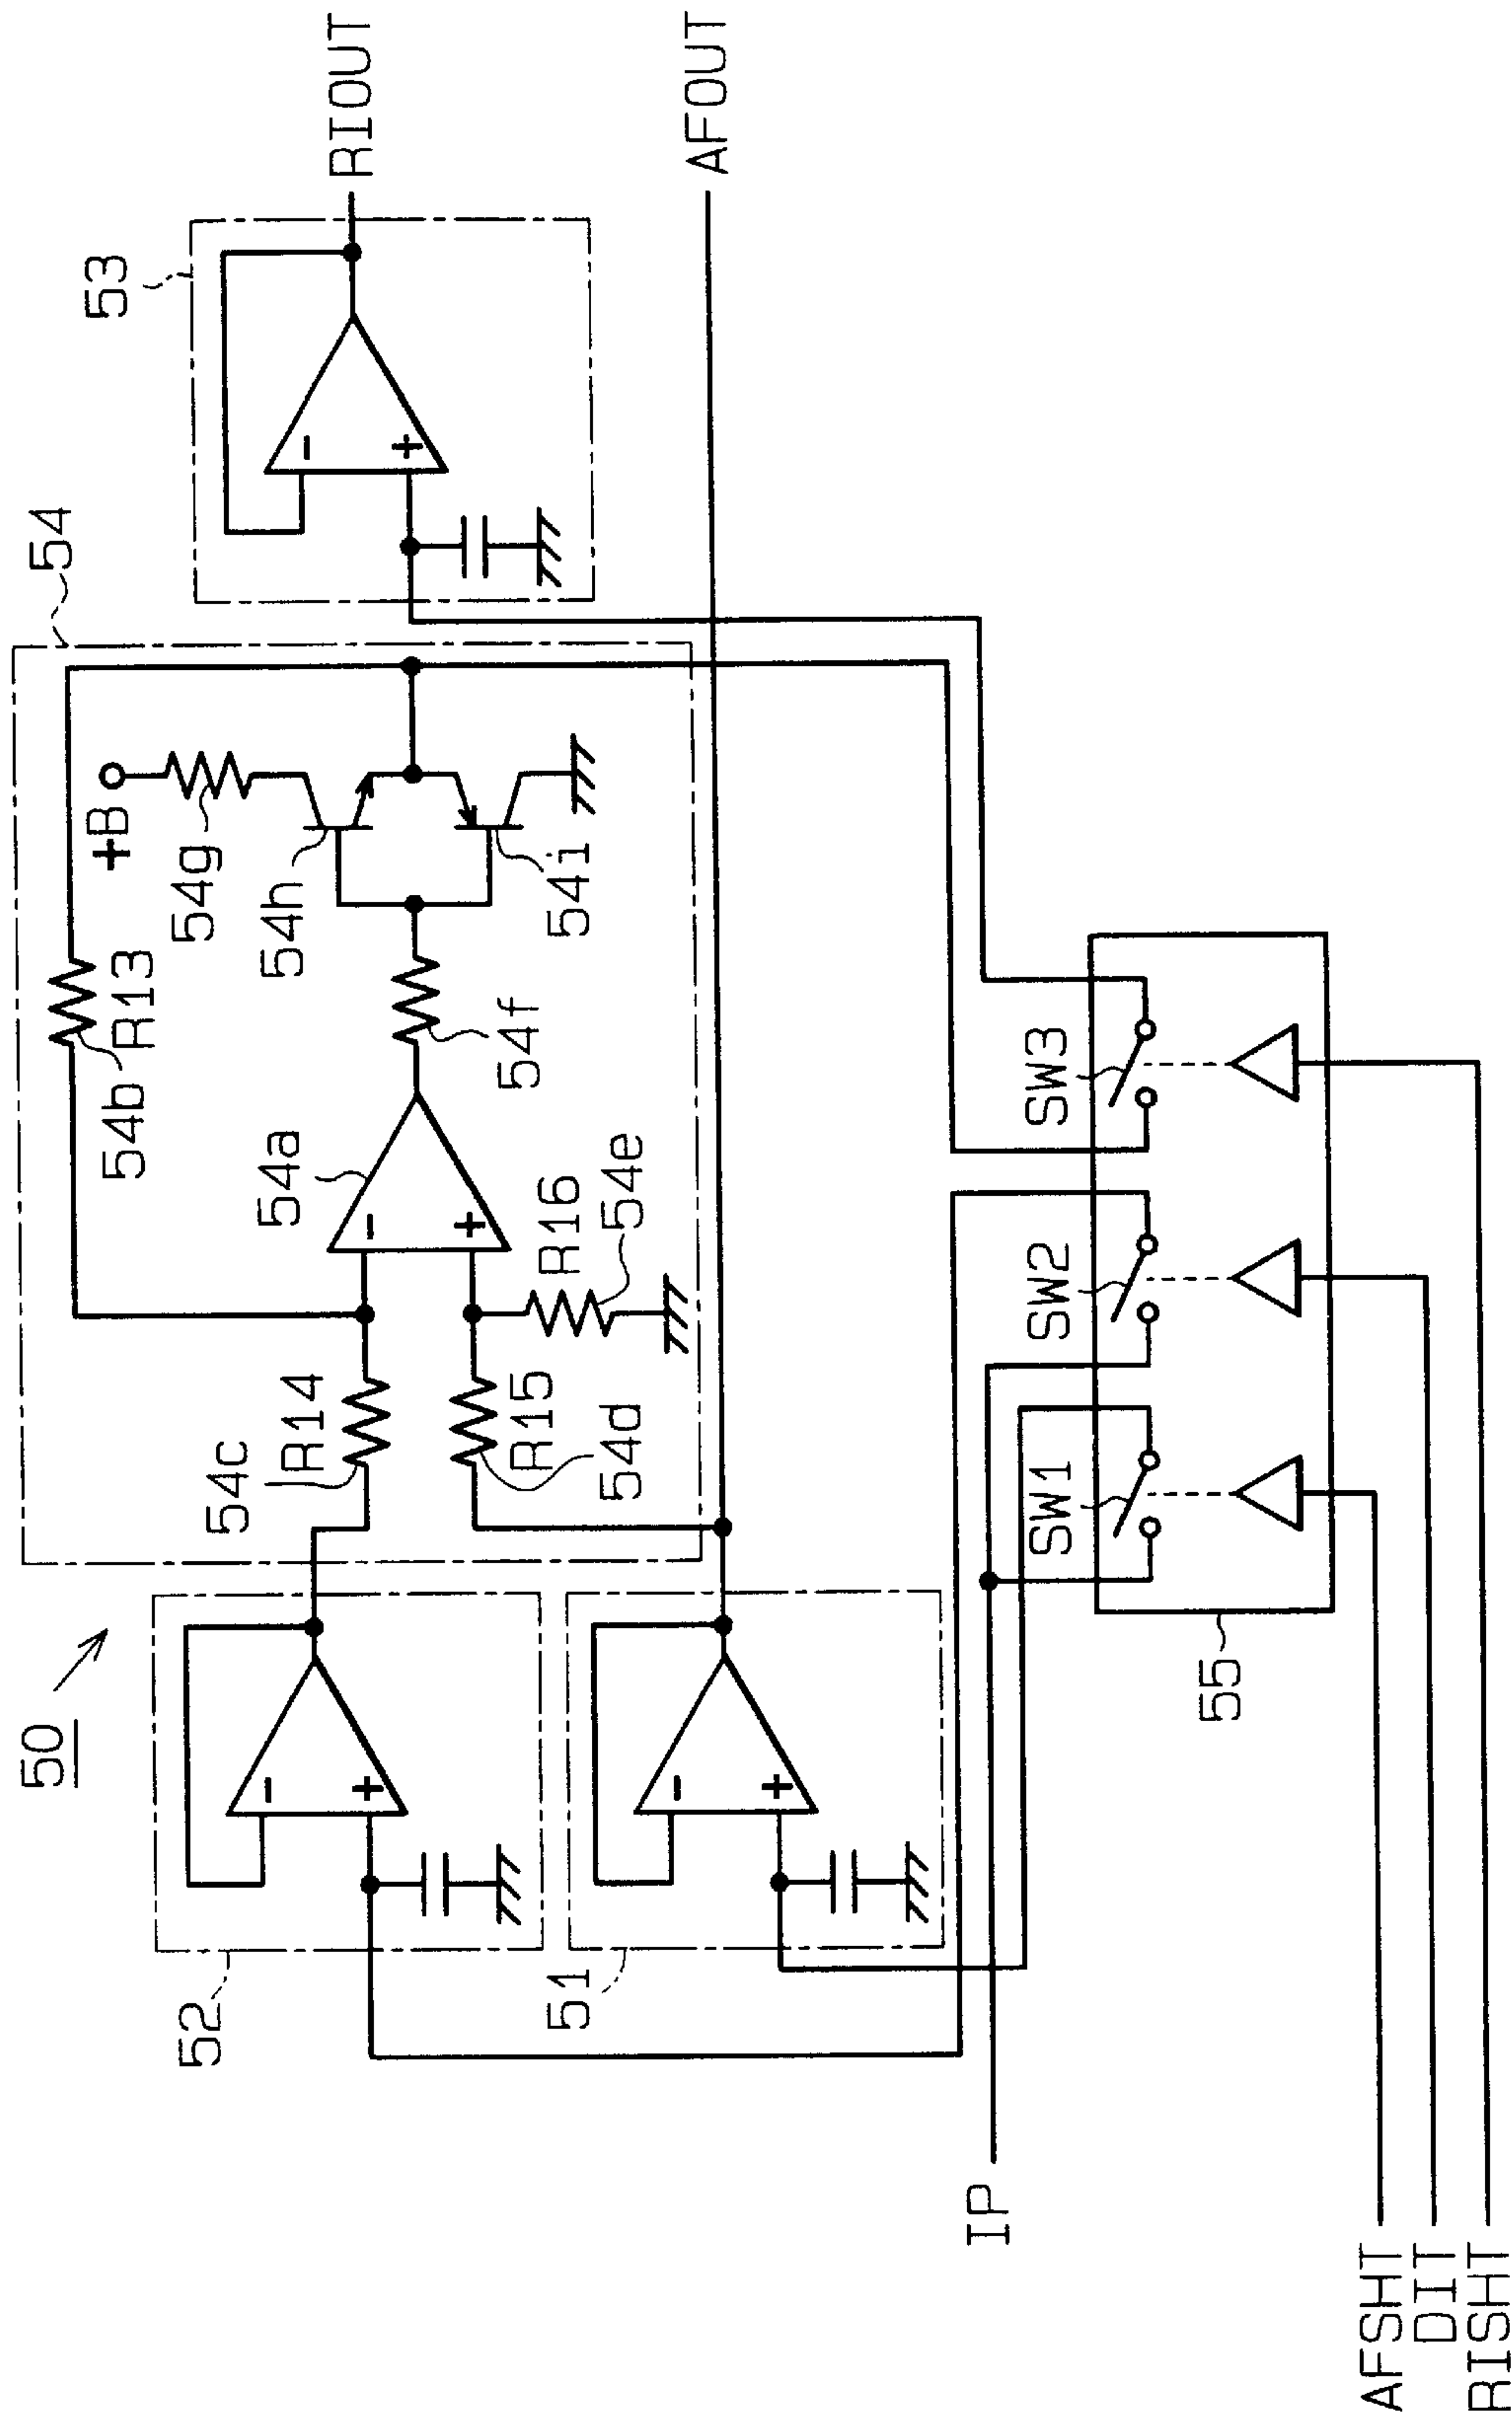 50
54
53
54b
R13
+B
54g
54h
54i
54a
54f
R14
54c
R15
54d
R16
54e
RIOUT
AFOUT
52
51
-
+
-
+
-
+
-
+
IP
SW1
SW2
SW3
55
AFSHT
DIT
RISHT